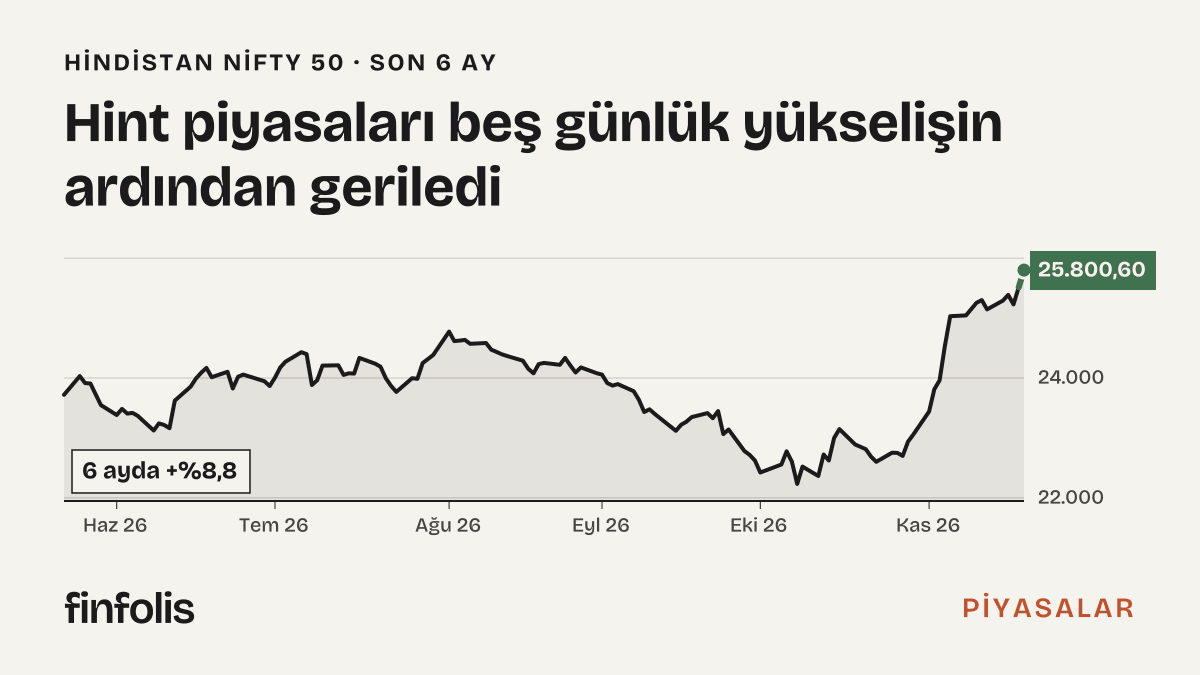 HİNDİSTAN NİFTY 50 · SON 6 AY
Hint piyasaları beş günlük yükselişin
ardından geriledi
25.800,60
24.000
22.000
6 ayda +%8,8
Haz 26 Tem 26 Ağu 26 Eyl 26 Eki 26 Kas 26
finfolis
PİYASALAR